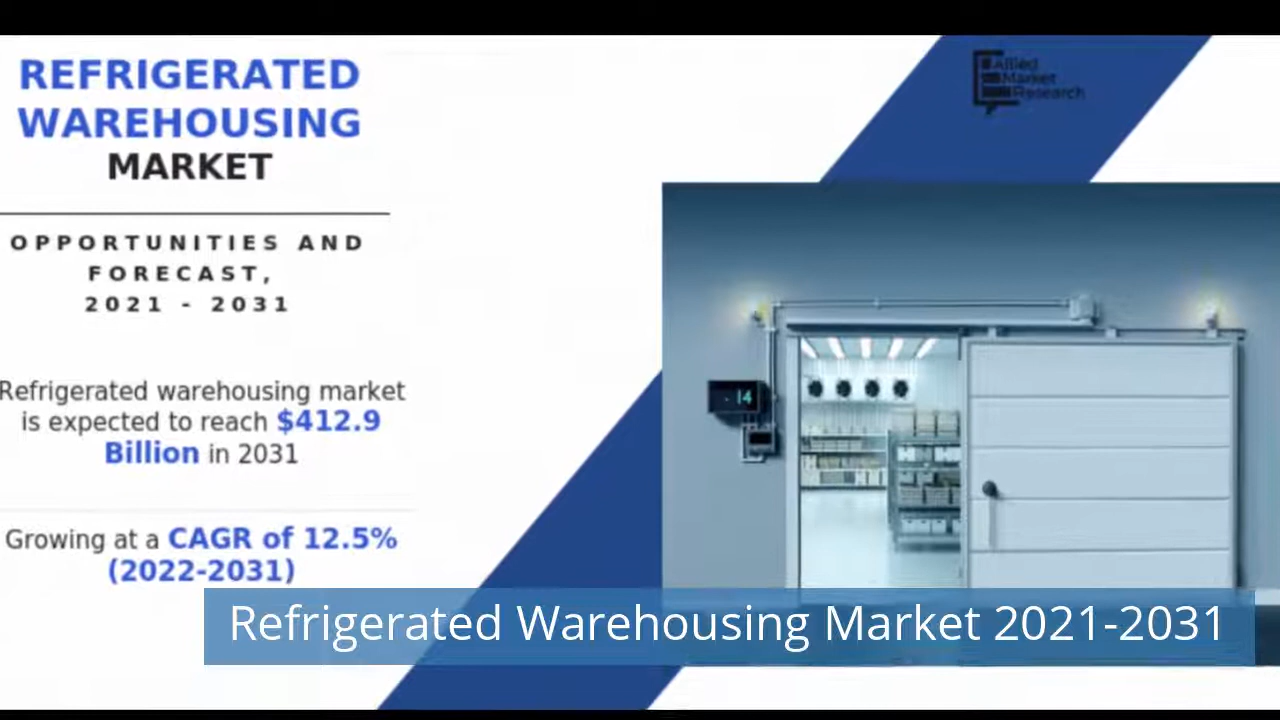 REFRIGERATED
WAREHOUSING
MARKET
OPPORTUNITIES AND
FORECAST,
2021 - 2031
Refrigerated warehousing market
is expected to reach $412.9
Billion in 2031
Growing at a CAGR of 12.5%
(2022-2031)
Allied
Market
Research
- 14
Refrigerated Warehousing Market 2021-2031